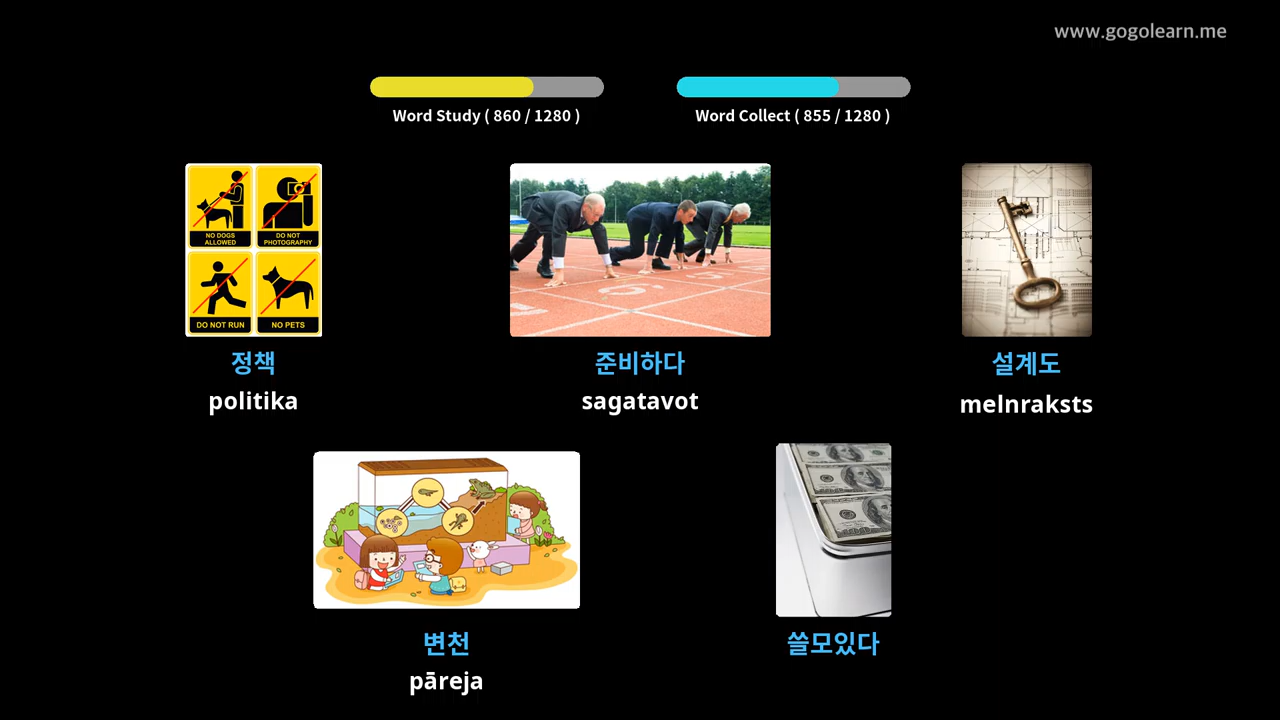 www.gogolearn.me
Word Study ( 860 / 1280 )
Word Collect ( 855 / 1280 )
NO DOGS
ALLOWED
DO NOT
PHOTOGRAPHY
DO NOT RUN
NO PETS
정책
politika
준비하다
sagatavot
설계도
melnraksts
변천
pāreja
쓸모있다